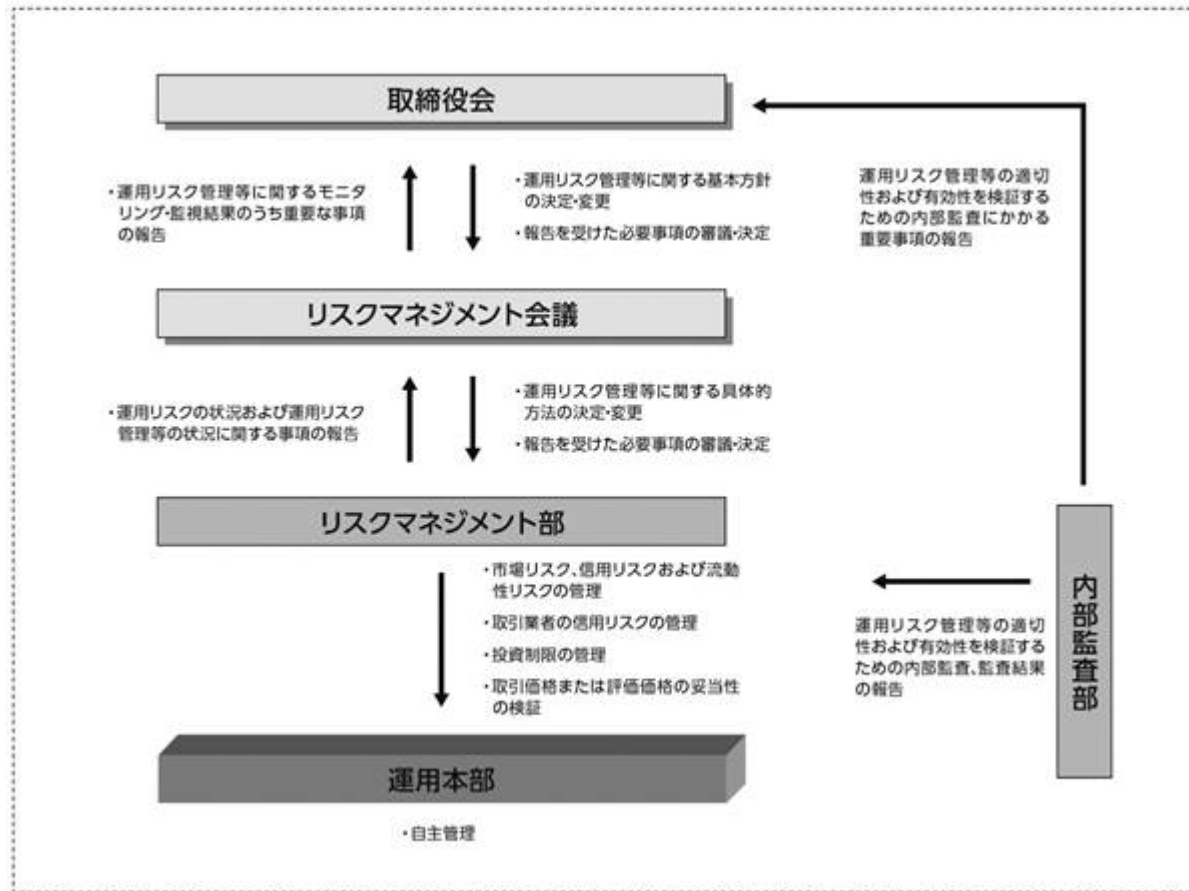 取締役会
・運用リスク管理等に関するモニタ
リング・監視結果のうち重要な事項
の報告
・運用リスク管理等に関する基本方針
の決定・変更
・報告を受けた必要事項の審議・決定
運用リスク管理等の適切
性および有効性を検証する
ための内部監査にかかる
重要事項の報告
リスクマネジメント会議
・運用リスクの状況および運用リスク
管理等の状況に関する事項の報告
・運用リスク管理等に関する具体的
方法の決定・変更
・報告を受けた必要事項の審議・決定
リスクマネジメント部
・市場リスク、信用リスクおよび流動
性リスクの管理
・取引業者の信用リスクの管理
・投資制限の管理
・取引価格または評価価格の妥当性
の検証
運用リスク管理等の適切
性および有効性を検証する
ための内部監査、監査結果
の報告
内部監査部
運用本部
・自主管理